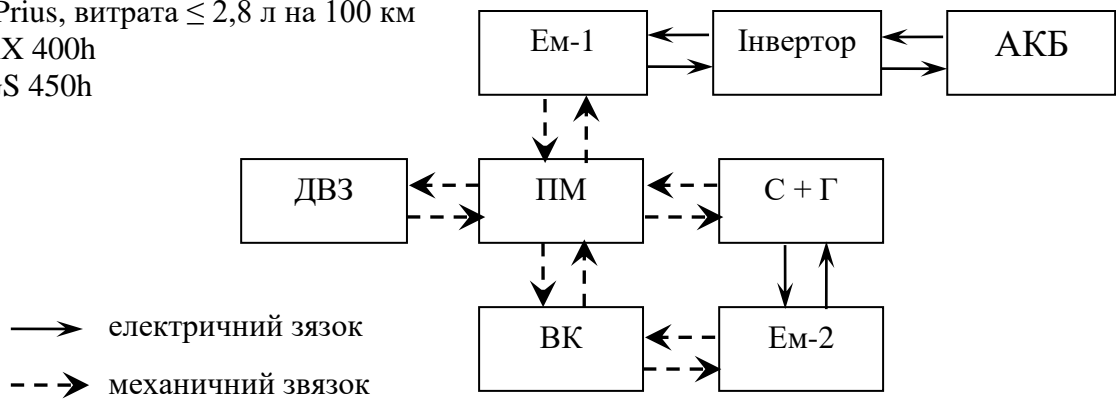 Prius, витрата ≤ 2,8 л на 100 км
X 400h
S 450h
Ем-1 Інвертор АКБ
ДВЗ ПМ С + Г
ВК Ем-2
електричний зязок
механичний звязок